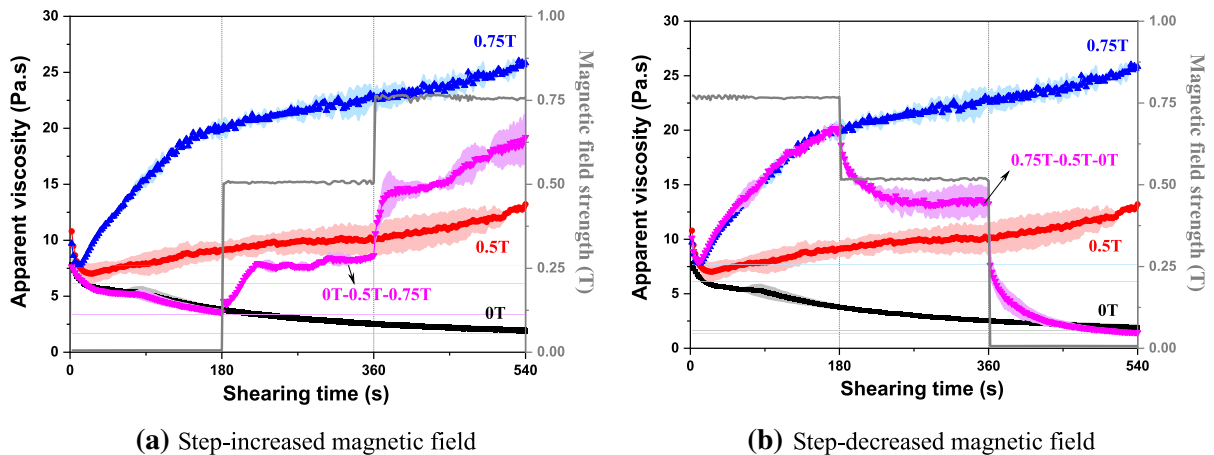 30
25
20
15
10
5
0
Apparent viscosity (Pa.s)
0.75T
0.5T
0T-0.5T-0.75T
0T
1.00
0.75
0.50
0.25
0.00
Magnetic field strength (T)
0
180
360
540
Shearing time (s)
(a) Step-increased magnetic field
30
25
20
15
10
5
0
Apparent viscosity (Pa.s)
0.75T
0.75T-0.5T-0T
0.5T
0T
1.00
0.75
0.50
0.25
0.00
Magnetic field strength (T)
0
180
360
540
Shearing time (s)
(b) Step-decreased magnetic field